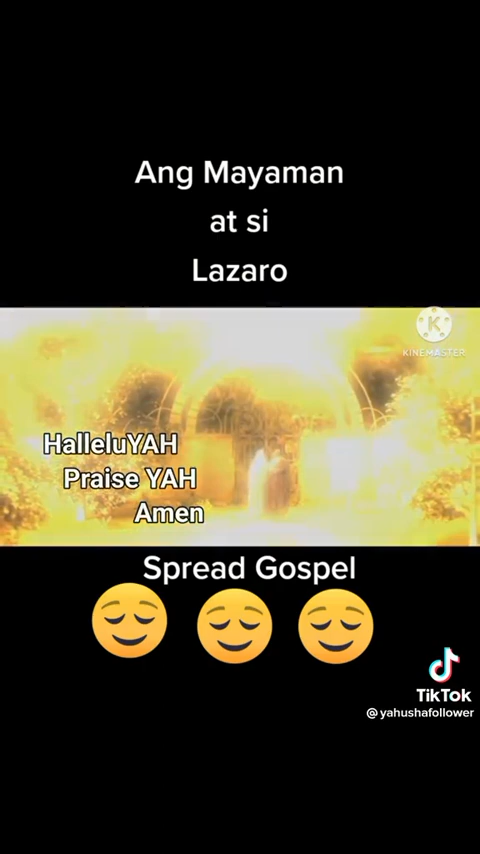 Ang Mayaman
at si
Lazaro
KINEMASTER
HalleluYAH
Praise YAH
Amen
Spread Gospel
TikTok
@yahushafollower